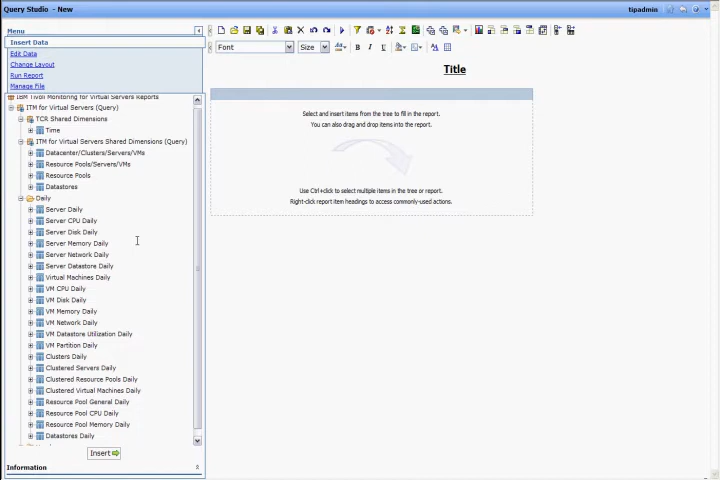 Query Studio - New
tipadmin
Menu
Insert Data
Edit Data
Change Layout
Run Report
Manage File
Font
Size
B I U
Title
IBM Tivoli Monitoring for Virtual Servers Reports
ITM for Virtual Servers (Query)
TCR Shared Dimensions
Time
ITM for Virtual Servers Shared Dimensions (Query)
Datacenter/Clusters/Servers/VMs
Resource Pools/Servers/VMs
Resource Pools
Datastores
Daily
Server Daily
Server CPU Daily
Server Disk Daily
Server Memory Daily
Server Network Daily
Server Datastore Daily
Virtual Machines Daily
VM CPU Daily
VM Disk Daily
VM Memory Daily
VM Network Daily
VM Datastore Utilization Daily
VM Partition Daily
Clusters Daily
Clustered Servers Daily
Clustered Resource Pools Daily
Clustered Virtual Machines Daily
Resource Pool General Daily
Resource Pool CPU Daily
Resource Pool Memory Daily
Datastores Daily
Insert
Information
Select and insert items from the tree to fill in the report.
You can also drag and drop items into the report.
Use Ctrl+click to select multiple items in the tree or report.
Right-click report item headings to access commonly-used actions.